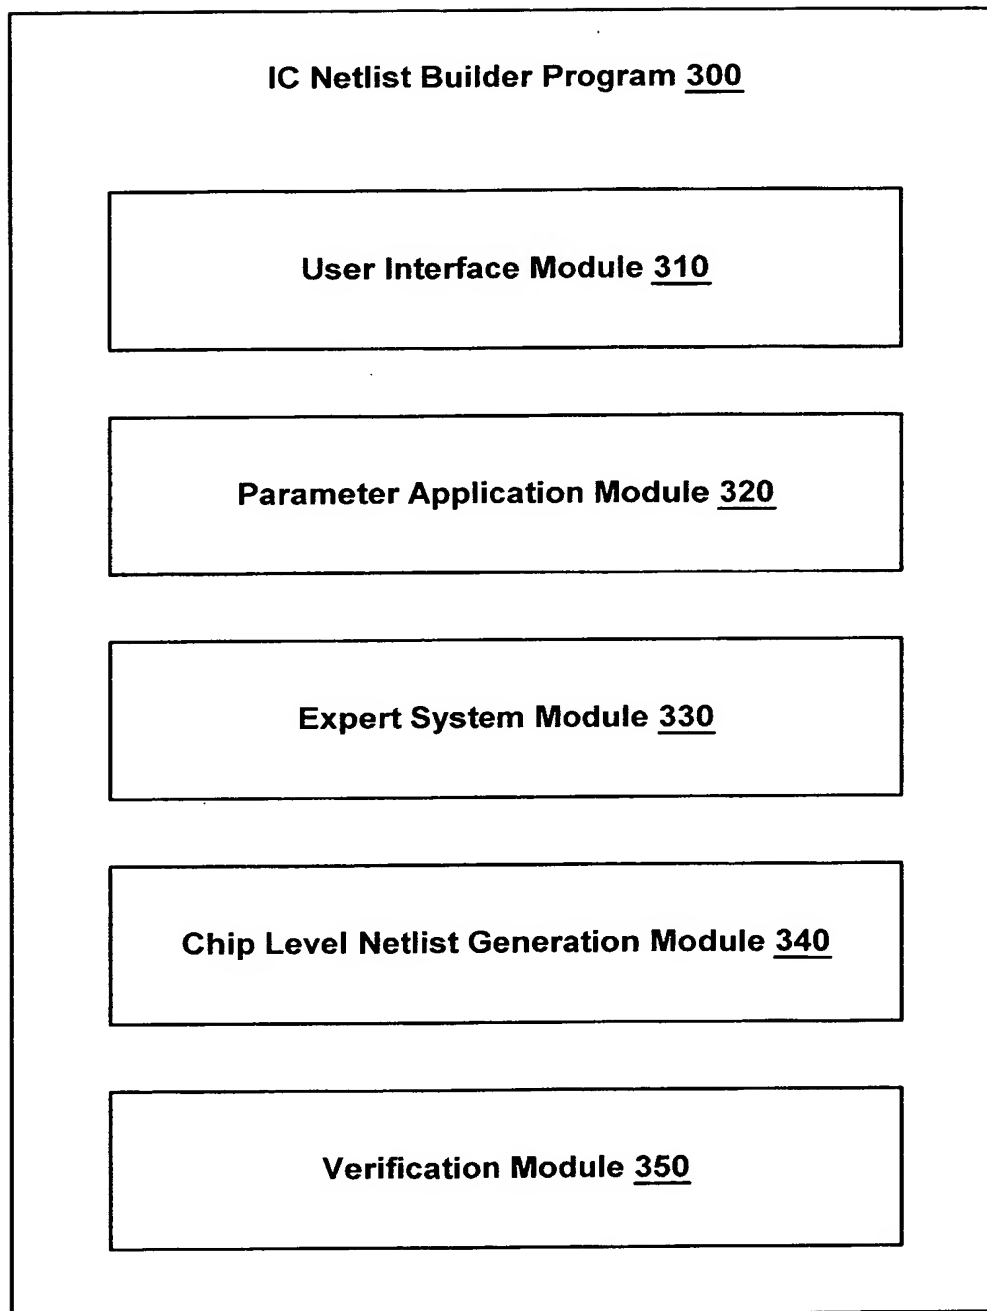 IC Netlist Builder Program 300
User Interface Module 310
Parameter Application Module 320
Expert System Module 330
Chip Level Netlist Generation Module 340
Verification Module 350